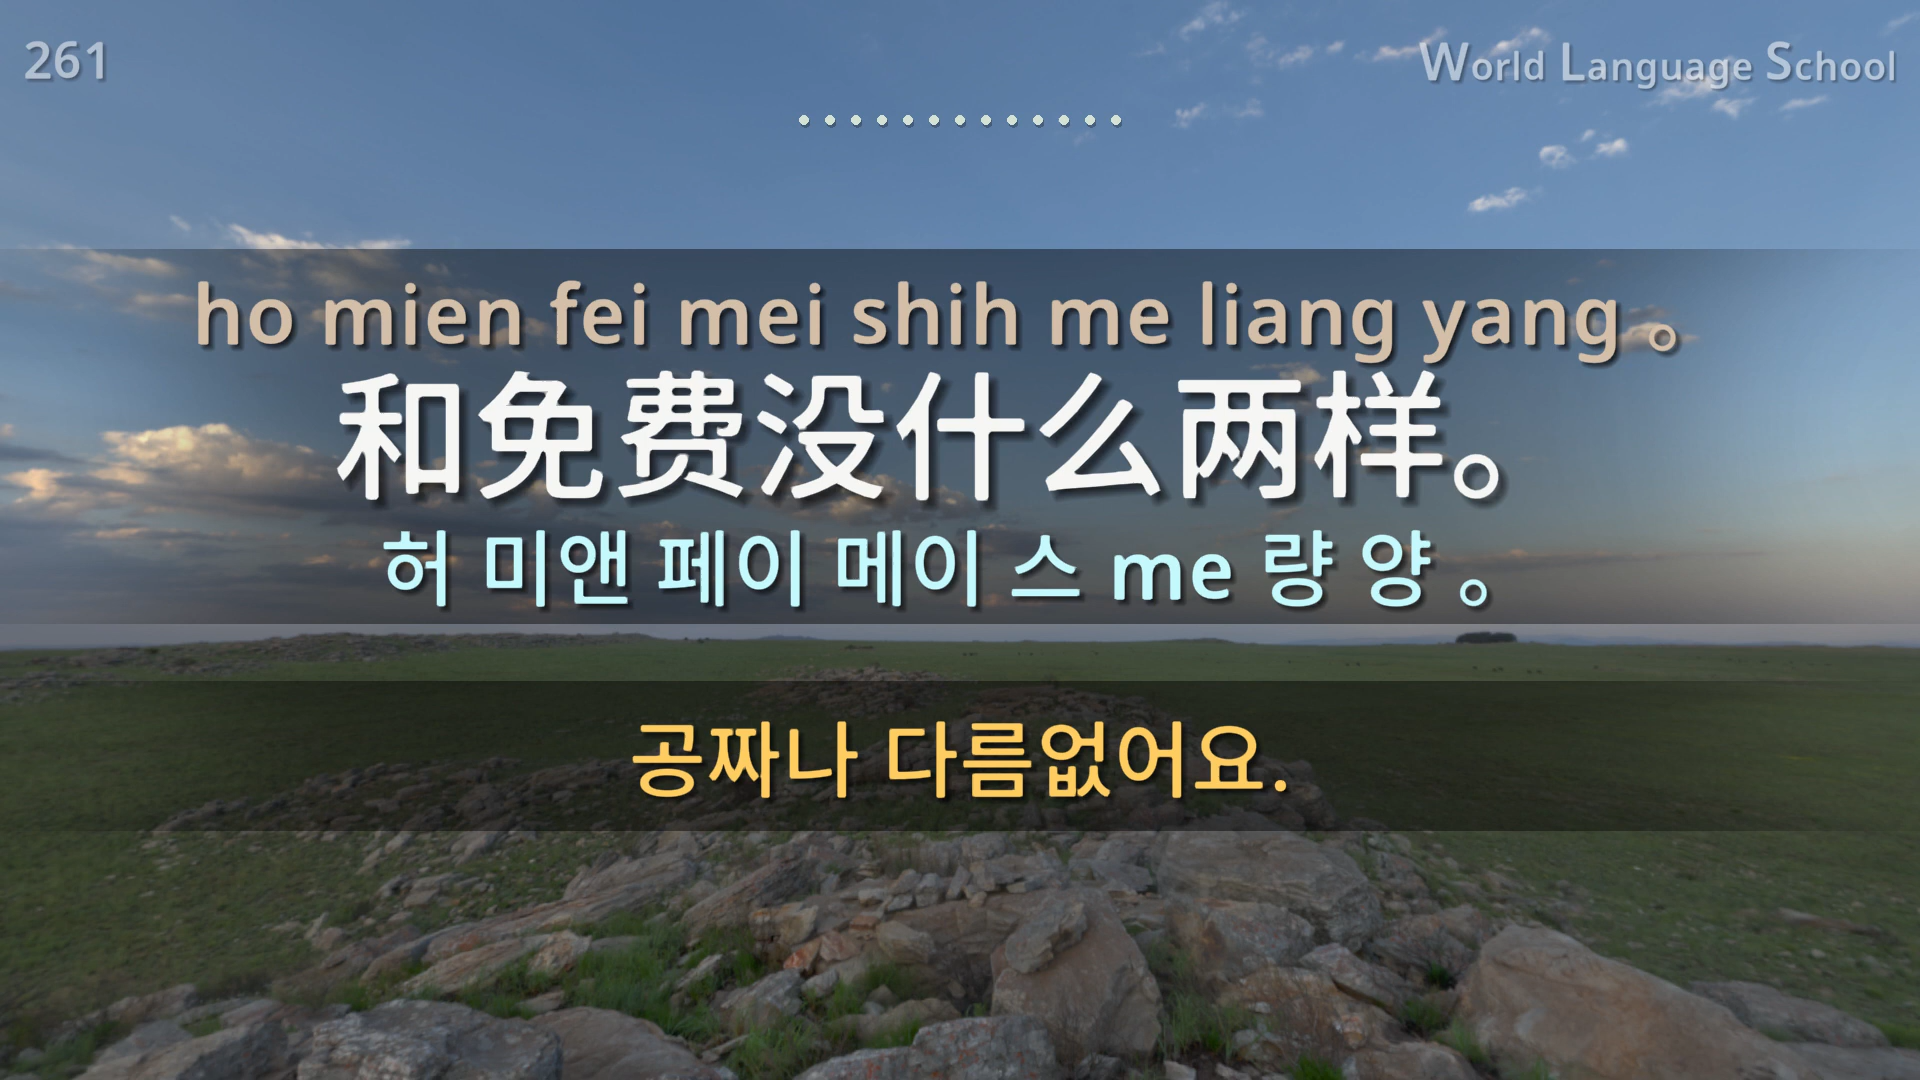 261
World Language School
ho mien fei mei shih me liang yang 。
和免费没什么两样。
허 미앤 페이 메이 스 me 량 양 。
공짜나 다름없어요.